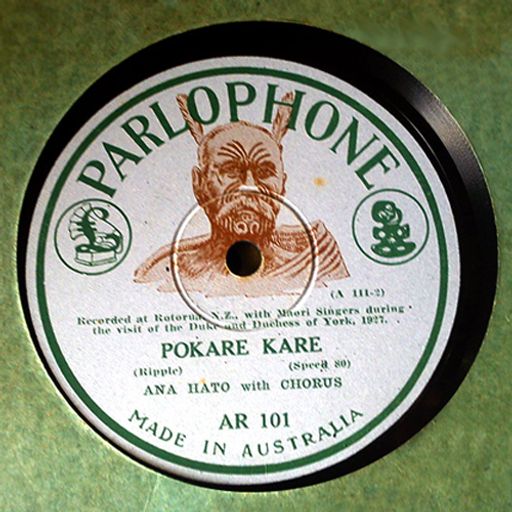 PARLOPHONE
(A 111-2)
Recorded at Rotorua, N.Z., with Maori Singers during
the visit of the Duke and Duchess of York, 1927.
POKARE KARE
(Ripple) (Speed 80)
ANA HATO with CHORUS
AR 101
MADE IN AUSTRALIA